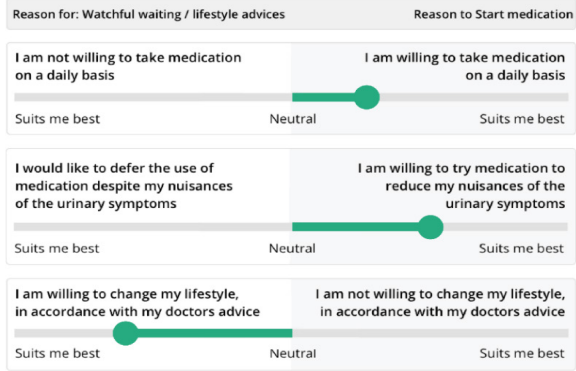 Reason for: Watchful waiting / lifestyle advices
Reason to Start medication
I am not willing to take medication
on a daily basis
I am willing to take medication
on a daily basis
Suits me best
Neutral
Suits me best
I would like to defer the use of
medication despite my nuisances
of the urinary symptoms
I am willing to try medication to
reduce my nuisances of the
urinary symptoms
Suits me best
Neutral
Suits me best
I am willing to change my lifestyle,
in accordance with my doctors advice
I am not willing to change my lifestyle,
in accordance with my doctors advice
Suits me best
Neutral
Suits me best